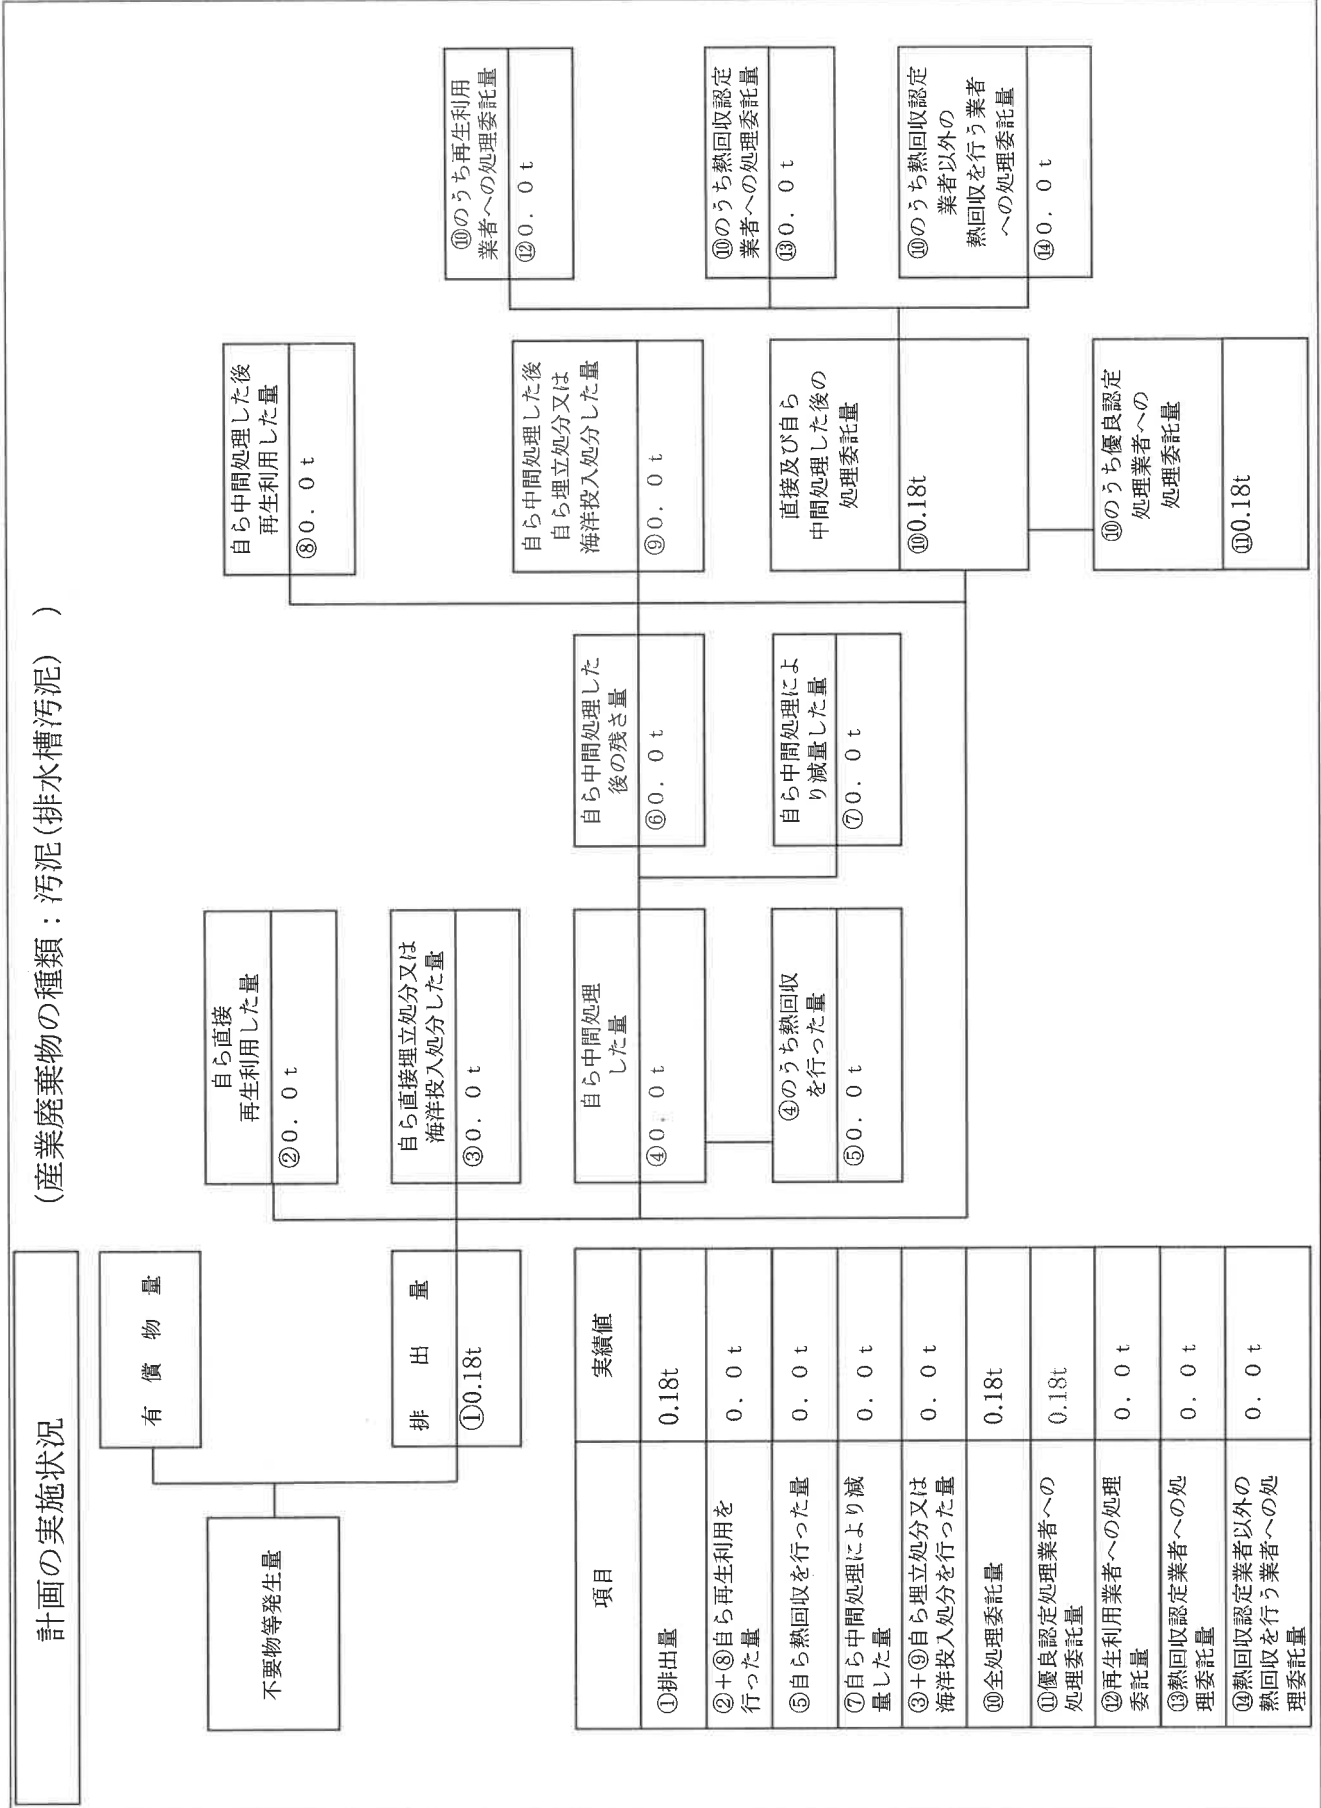 計画の実施状況
(産業廃棄物の種類:汚泥(排水槽汚泥) )
不要物等発生量
有 償 物 量
排 出 量
①0.18t
自ら直接
再生利用した量
②0.0t
自ら直接埋立処分又は
海洋投入処分した量
③0.0t
自ら中間処理
した量
④0.0t
④のうち熱回収
を行った量
⑤0.0t
自ら中間処理した
後の残さ量
⑥0.0t
自ら中間処理によ
り減量した量
⑦0.0t
自ら中間処理した後
再生利用した量
⑧0.0t
自ら中間処理した後
自ら埋立処分又は
海洋投入処分した量
⑨0.0t
直接及び自ら
中間処理した後の
処理委託量
⑩0.18t
⑩のうち優良認定
処理業者への
処理委託量
⑪0.18t
⑩のうち再生利用
業者への処理委託量
⑫0.0t
⑩のうち熱回収認定
業者への処理委託量
⑬0.0t
⑩のうち熱回収認定
業者以外の
熱回収を行う業者
への処理委託量
⑭0.0t
項目
実績値
①排出量
0.18t
②+⑧自ら再生利用を
行った量
0.0t
⑤自ら熱回収を行った量
0.0t
⑦自ら中間処理により減
量した量
0.0t
③+⑨自ら埋立処分又は
海洋投入処分を行った量
0.0t
⑩全処理委託量
0.18t
⑪優良認定処理業者への
処理委託量
0.18t
⑫再生利用業者への処理
委託量
0.0t
⑬熱回収認定業者への処
理委託量
0.0t
⑭熱回収認定業者以外の
熱回収を行う業者への処
理委託量
0.0t